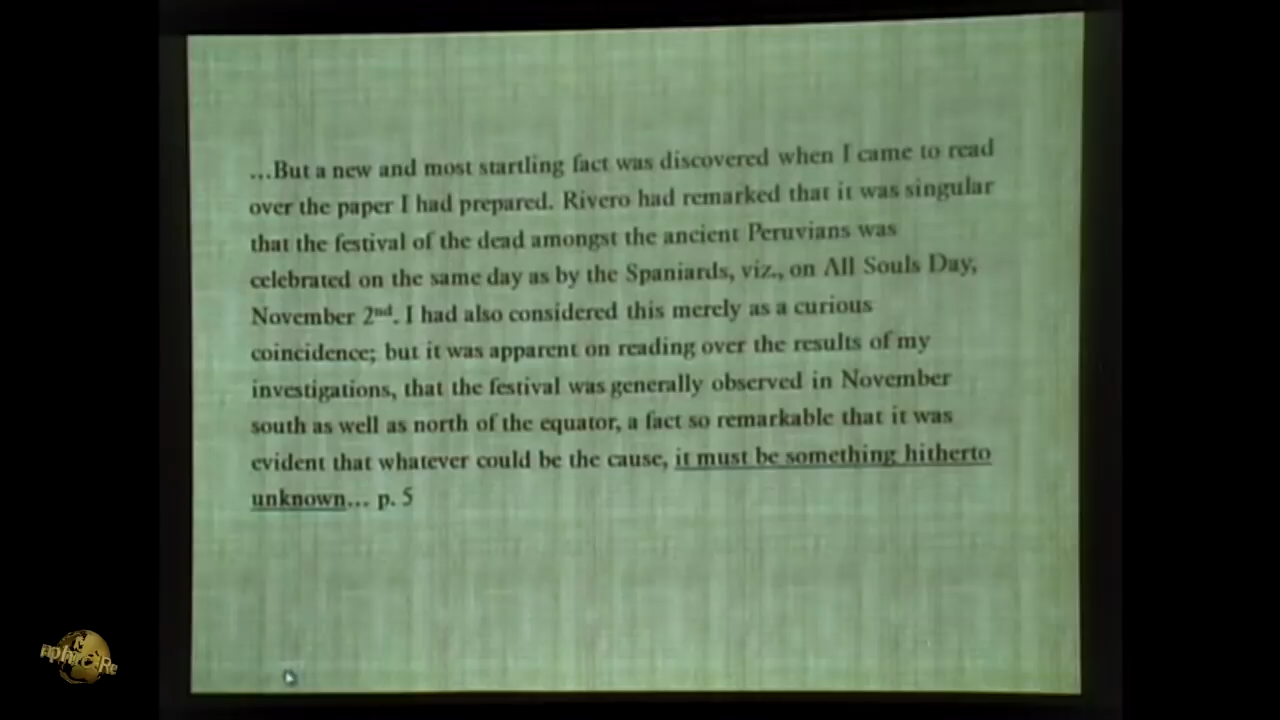 ...But a new and most startling fact was discovered when I came to read
over the paper I had prepared. Rivero had remarked that it was singular
that the festival of the dead amongst the ancient Peruvians was
celebrated on the same day as by the Spaniards, viz., on All Souls Day,
November 2nd. I had also considered this merely as a curious
coincidence; but it was apparent on reading over the results of my
investigations, that the festival was generally observed in November
south as well as north of the equator, a fact so remarkable that it was
evident that whatever could be the cause, it must be something hitherto
unknown... p. 5